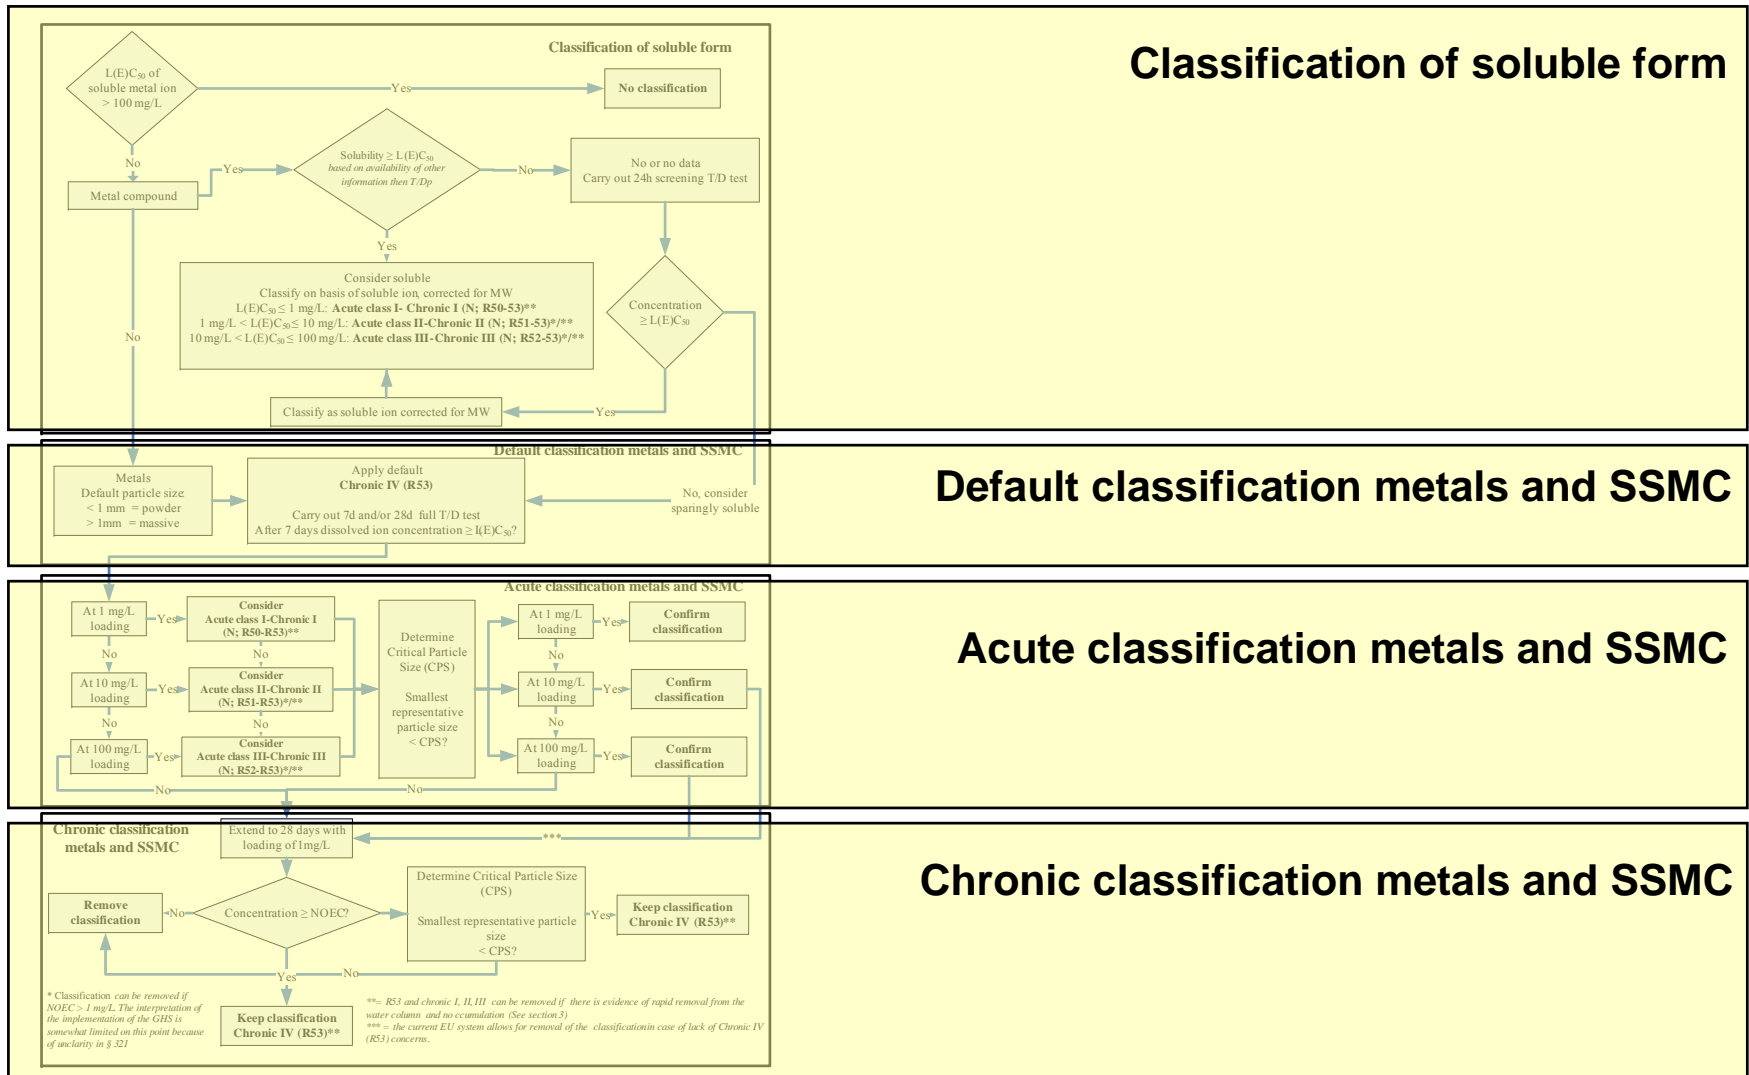 Classification of soluble form
Classification of soluble form
L(E)C50 of
soluble metal ion
> 100 mg/L
Yes
No classification
No
Metal compound
Yes
Solubility ≥ L(E)C50
based on availability of other
information then T/Dp
No
No or no data
Carry out 24h screening T/D test
Yes
Consider soluble
Classify on basis of soluble ion, corrected for MW
L(E)C50 ≤ 1 mg/L: Acute class I- Chronic I (N; R50-53)**
1 mg/L < L(E)C50 ≤ 10 mg/L: Acute class II-Chronic II (N; R51-53)*/**
10 mg/L < L(E)C50 ≤ 100 mg/L: Acute class III-Chronic III (N; R52-53)*/**
Concentration
≥ L(E)C50
No
Classify as soluble ion corrected for MW
Yes
Default classification metals and SSMC
Default classification metals and SSMC
Metals
Default particle size
< 1 mm = powder
> 1mm = massive
Apply default
Chronic IV (R53)
Carry out 7d and/or 28d full T/D test
After 7 days dissolved ion concentration ≥ L(E)C50?
No, consider
sparingly soluble
Acute classification metals and SSMC
Acute classification metals and SSMC
At 1 mg/L
loading
Yes
Consider
Acute class I-Chronic I
(N; R50-R53)**
No
No
At 10 mg/L
loading
Yes
Consider
Acute class II-Chronic II
(N; R51-R53)*/**
No
No
At 100 mg/L
loading
Yes
Consider
Acute class III-Chronic III
(N; R52-R53)*/**
No
Determine
Critical Particle
Size (CPS)
Smallest
representative
particle size
< CPS?
At 1 mg/L
loading
Yes
Confirm
classification
No
At 10 mg/L
loading
Yes
Confirm
classification
No
At 100 mg/L
loading
Yes
Confirm
classification
No
Chronic classification
metals and SSMC
Chronic classification metals and SSMC
Extend to 28 days with
loading of 1mg/L
***
Remove
classification
No
Concentration ≥ NOEC?
Determine Critical Particle Size
(CPS)
Smallest representative particle
size
< CPS?
Yes
Keep classification
Chronic IV (R53)**
Yes
No
Keep classification
Chronic IV (R53)**
* Classification can be removed if
NOEC > 1 mg/L. The interpretation of
the implementation of the GHS is
somewhat limited on this point because
of unclarity in § 321
**= R53 and chronic I, II, III can be removed if there is evidence of rapid removal from the
water column and no ccumulation (See section 3)
*** = the current EU system allows for removal of the classification in case of lack of Chronic IV
(R53) concerns.